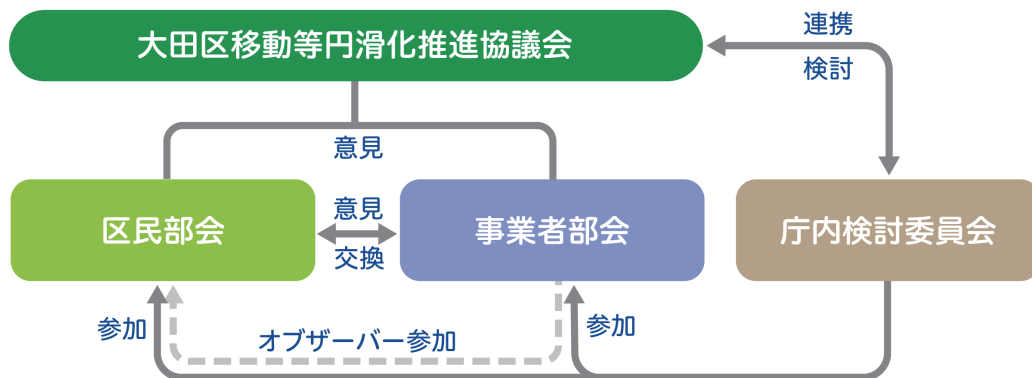 大田区移動等円滑化推進協議会
連携
検討
意見
区民部会
意見
交換
事業者部会
庁内検討委員会
参加
オブザーバー参加
参加